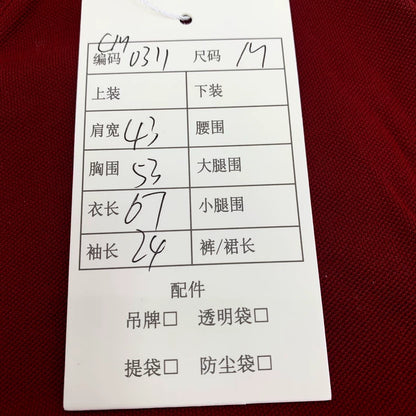 CM
编码 0311 尺码 M
上装 下装
肩宽 43 腰围
胸围 53 大腿围
衣长 67 小腿围
袖长 24 裤/裙长
配件
吊牌□ 透明袋□
提袋□ 防尘袋□